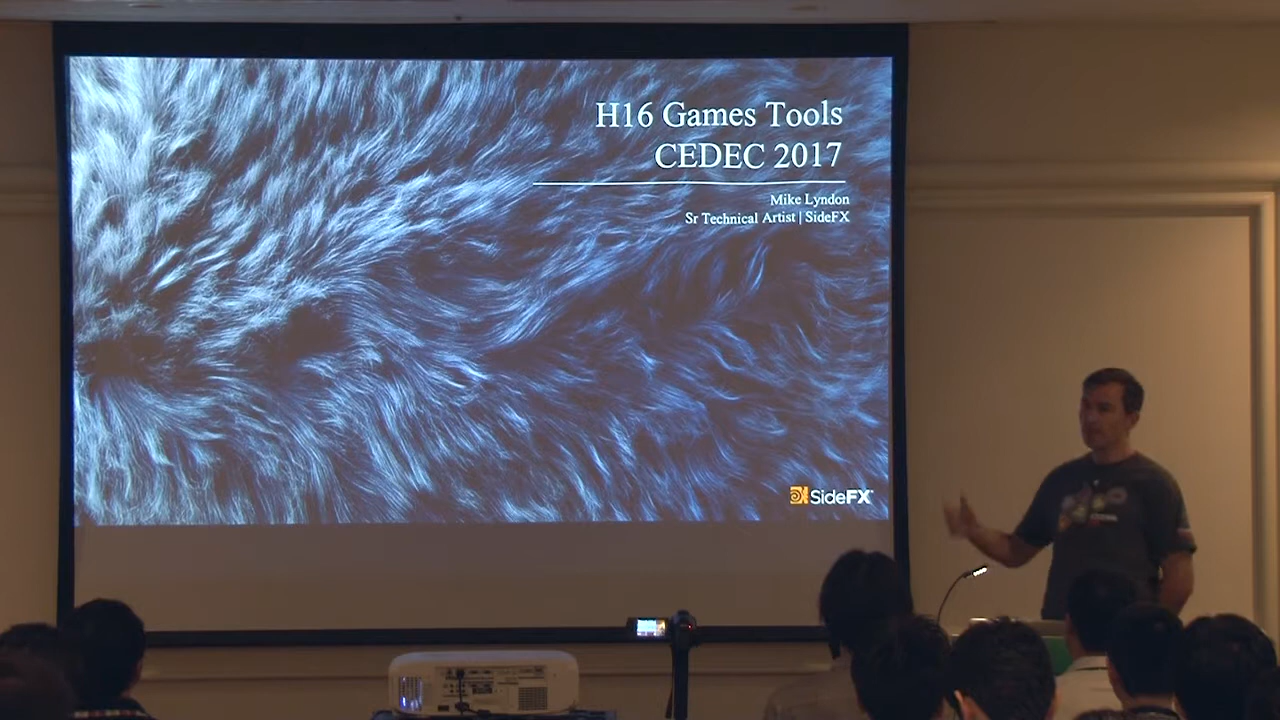 H16 Games Tools
CEDEC 2017
Mike Lyndon
Sr Technical Artist | SideFX
SideFX